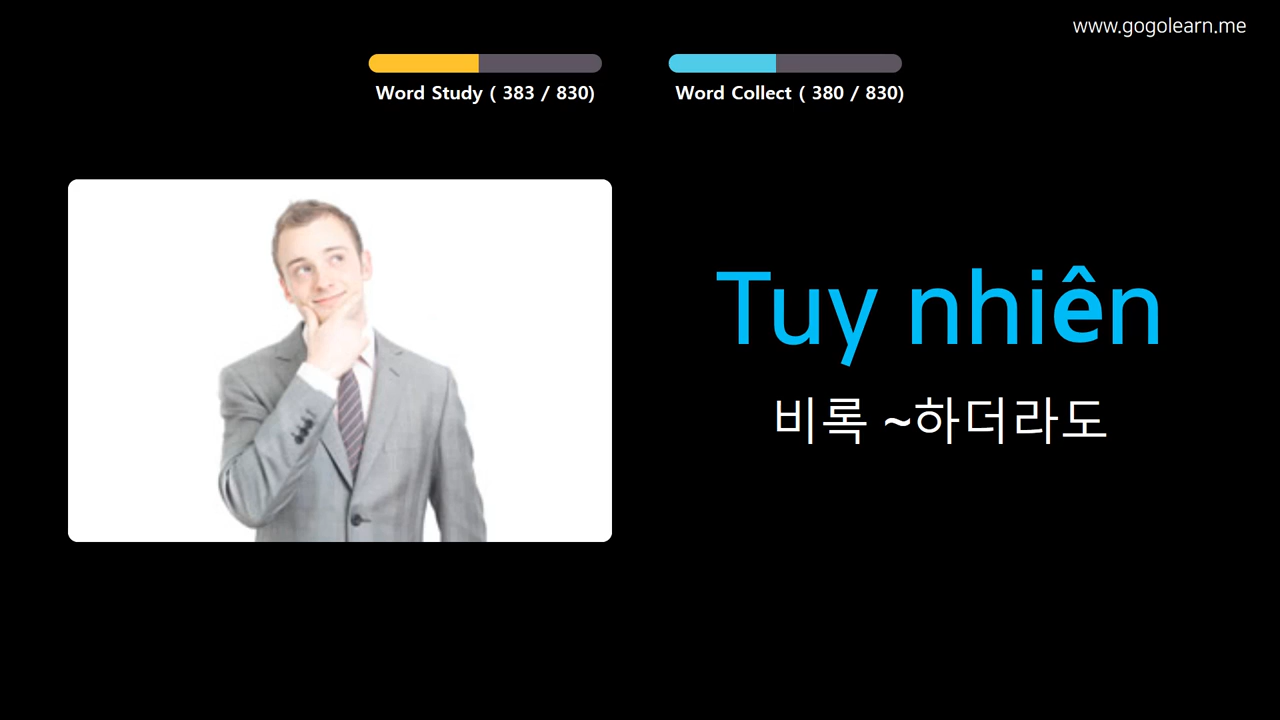 www.gogolearn.me
Word Study ( 383 / 830)
Word Collect ( 380 / 830)
Tuy nhiên
비록 ~하더라도